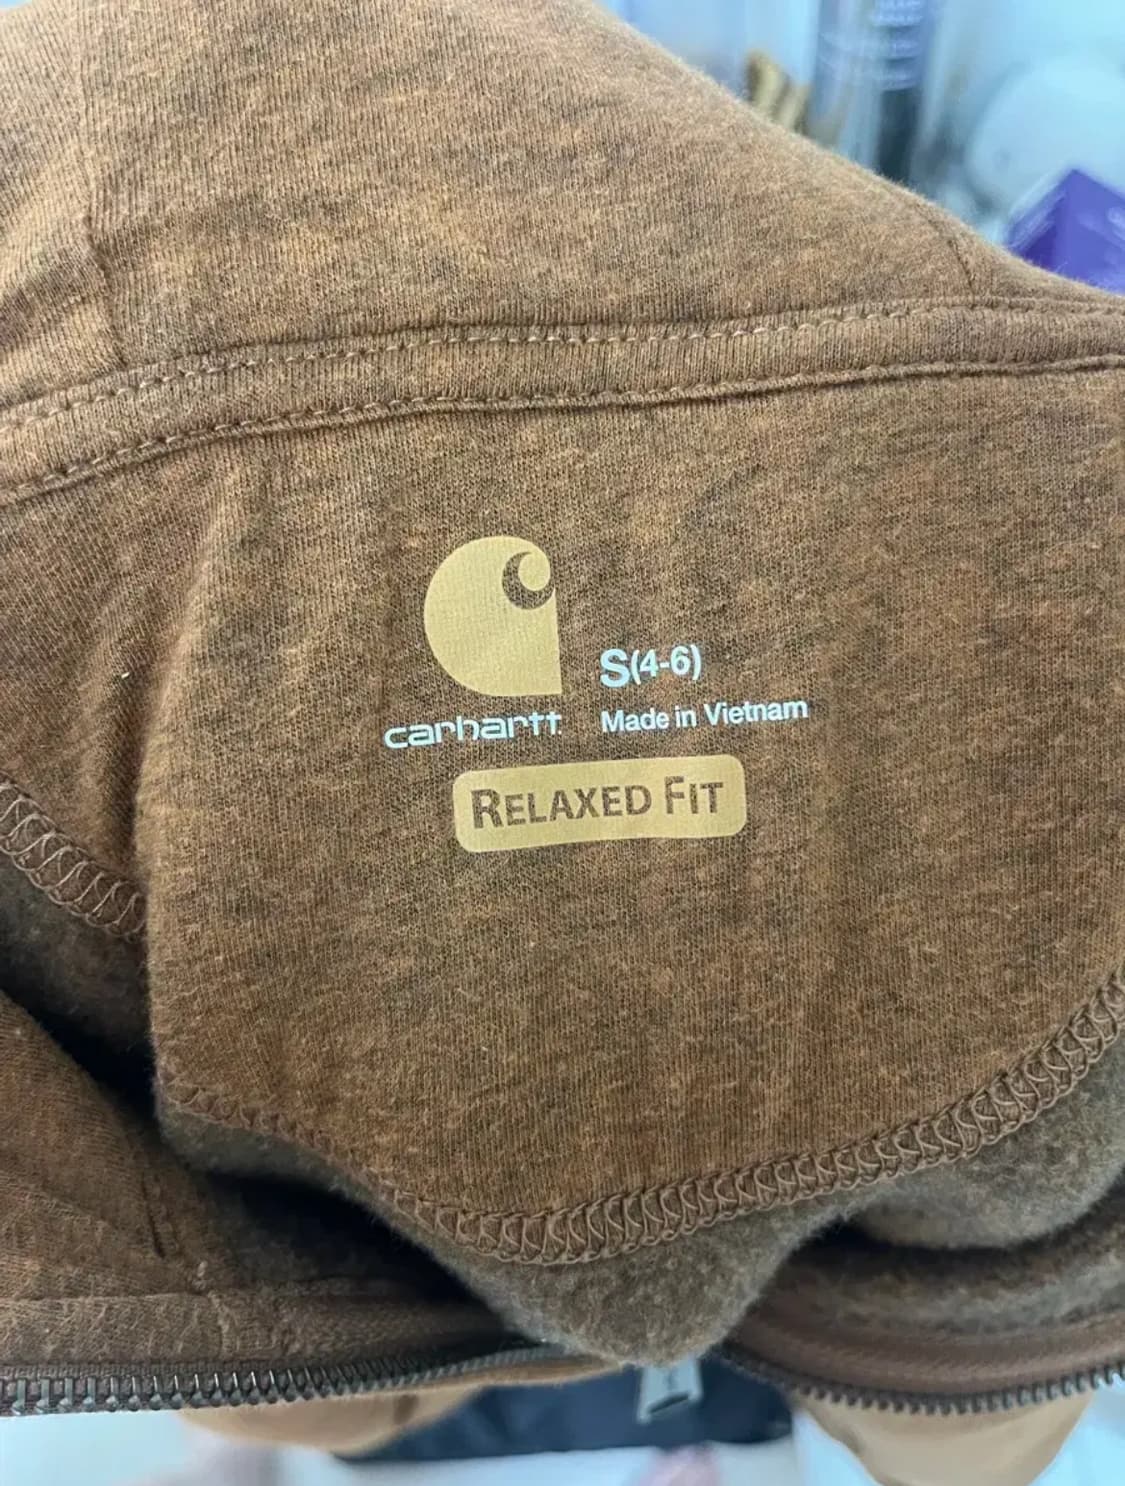 S(4-6)
carhartt
Made in Vietnam
RELAXED FIT